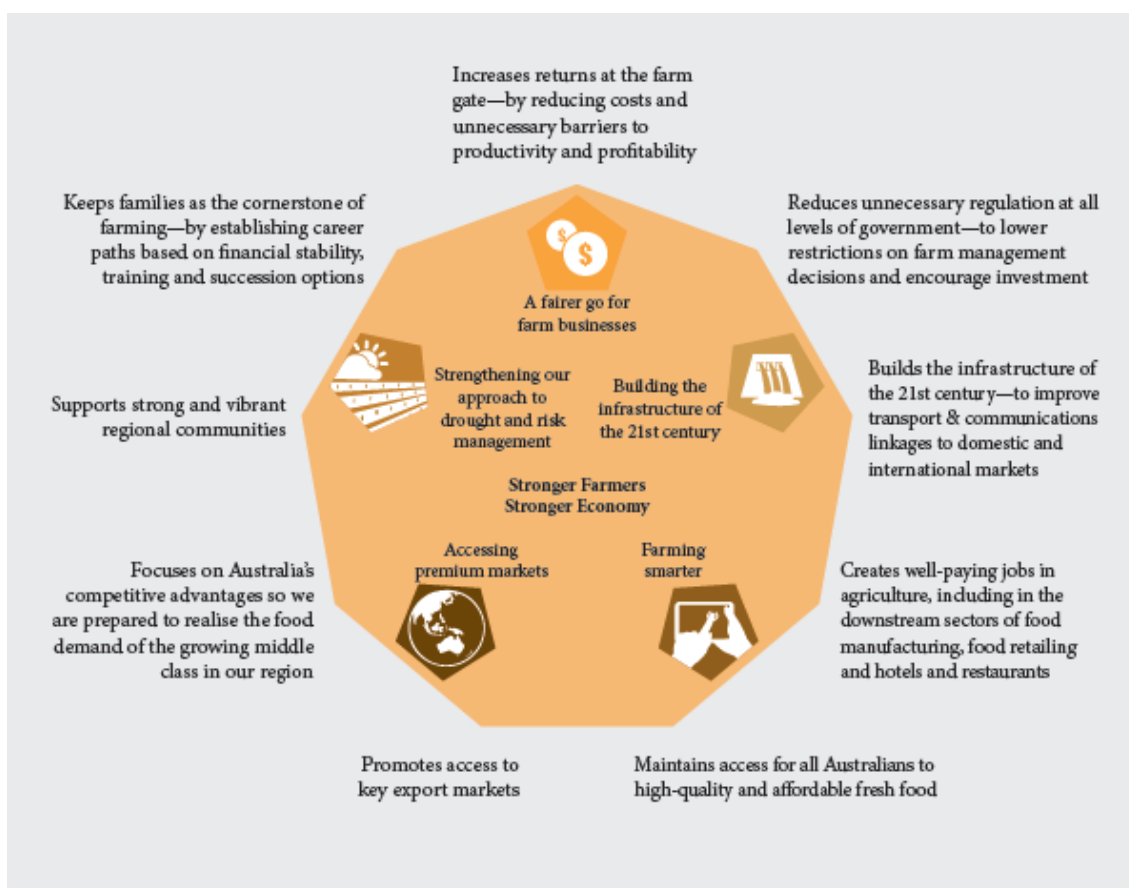 Increases returns at the farm
gate—by reducing costs and
unnecessary barriers to
productivity and profitability
Keeps families as the cornerstone of
farming—by establishing career
paths based on financial stability,
training and succession options
Reduces unnecessary regulation at all
levels of government—to lower
restrictions on farm management
decisions and encourage investment
$
$
A fairer go for
farm businesses
Strengthening our
approach to
drought and risk
management
Building the
infrastructure of
the 21st century
Supports strong and vibrant
regional communities
Builds the infrastructure of
the 21st century—to improve
transport & communications
linkages to domestic and
international markets
Stronger Farmers
Stronger Economy
Accessing
premium markets
Farming
smarter
Focuses on Australia's
competitive advantages so we
are prepared to realise the food
demand of the growing middle
class in our region
Creates well-paying jobs in
agriculture, including in the
downstream sectors of food
manufacturing, food retailing
and hotels and restaurants
Promotes access to
key export markets
Maintains access for all Australians to
high-quality and affordable fresh food